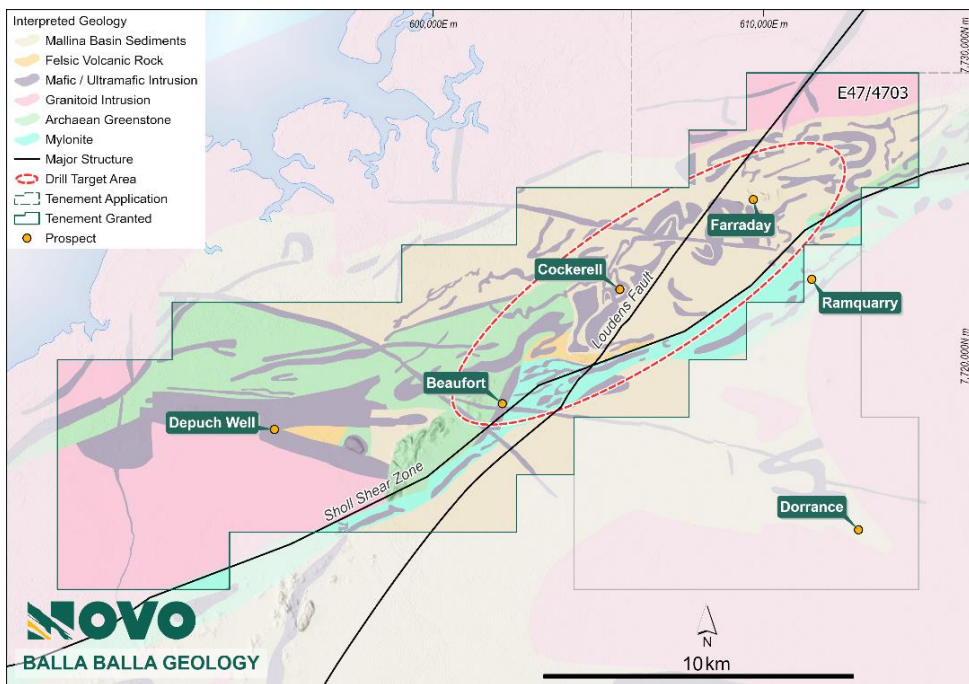 Interpreted Geology
Mallina Basin Sediments
Felsic Volcanic Rock
Mafic / Ultramafic Intrusion
Granitoid Intrusion
Archaean Greenstone
Mylonite
Major Structure
Drill Target Area
Tenement Application
Tenement Granted
Prospect
600,000E m
610,000E m
7,730,000N m
E47/4703
Farraday
Cockerell
Ramquarry
Loudens Fault
7,720,000N m
Beaufort
Depuch Well
Sholl Shear Zone
Dorrance
NOVO
BALLA BALLA GEOLOGY
N
10km